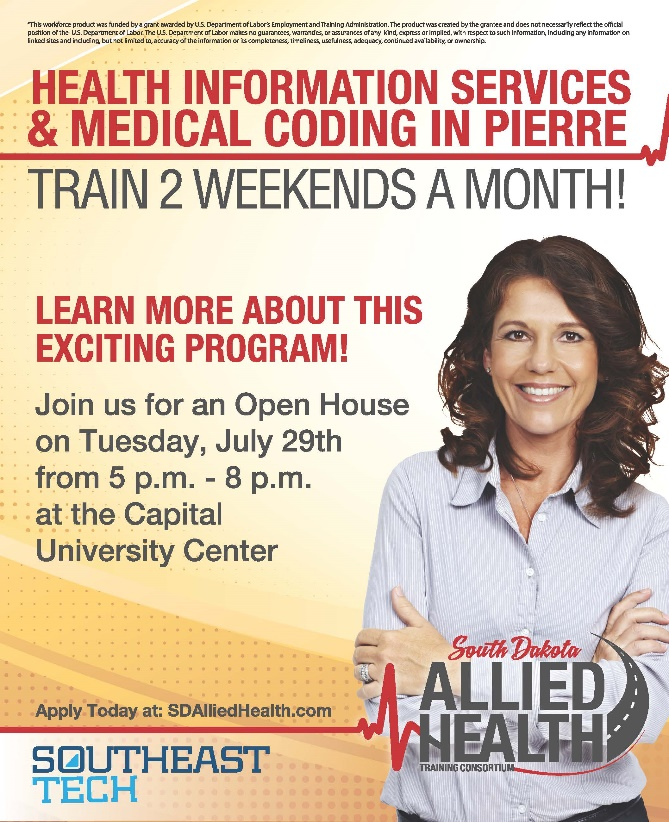 "This workforce product was funded by a grant awarded by U.S. Department of Labor's Employment and Training Administration. The product was created by the grantee and does not necessarily reflect the official
position of the U.S. Department of Labor. The U.S. Department of Labor makes no guarantees, warranties, or assurances of any kind, express or implied, with respect to such information, including any information on
linked sites and including, but not limited to, accuracy of the information or its completeness, timeliness, usefulness, adequacy, continued availability, or ownership.
HEALTH INFORMATION SERVICES
& MEDICAL CODING IN PIERRE
TRAIN 2 WEEKENDS A MONTH!
LEARN MORE ABOUT THIS
EXCITING PROGRAM!
Join us for an Open House
on Tuesday, July 29th
from 5 p.m. - 8 p.m.
at the Capital
University Center
Apply Today at: SDAlliedHealth.com
SOUTHEAST
TECH
South Dakota
ALLIED
HEALTH
TRAINING CONSORTIUM